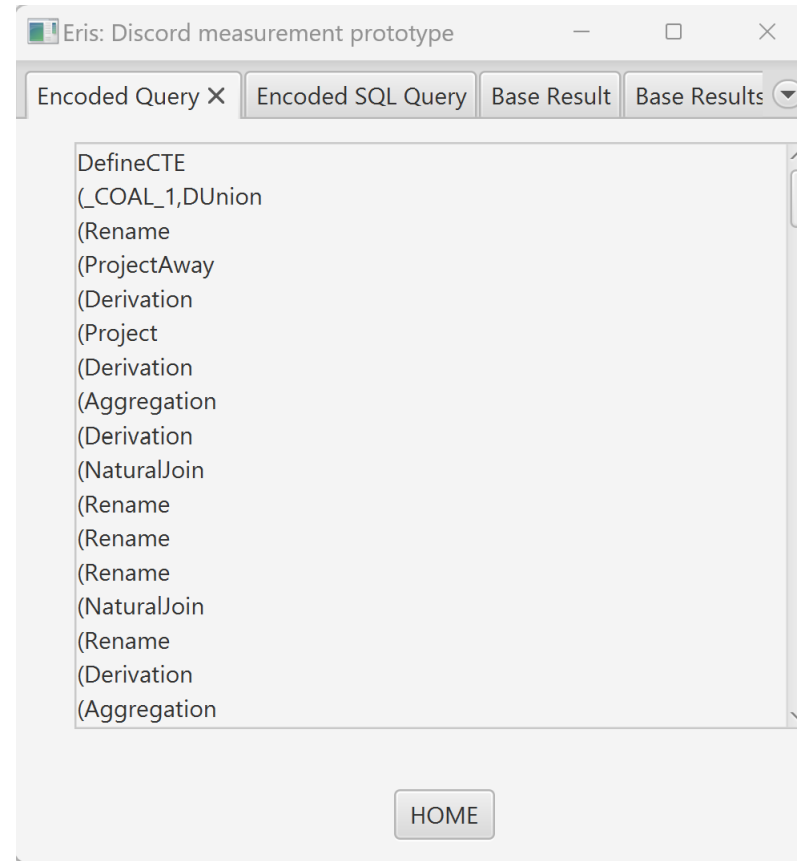 Eris: Discord measurement prototype
Encoded Query Encoded SQL Query Base Result Base Results
DefineCTE
(_COAL_1,DUnion
(Rename
(ProjectAway
(Derivation
(Project
(Derivation
(Aggregation
(Derivation
(NaturalJoin
(Rename
(Rename
(Rename
(NaturalJoin
(Rename
(Derivation
(Aggregation
HOME